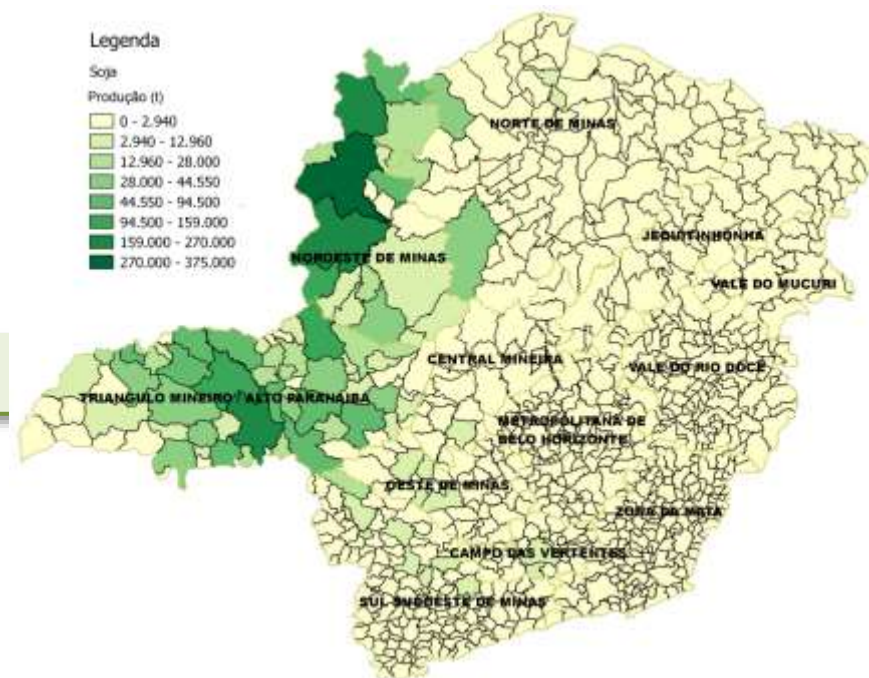 Legenda
Soja
Produção (t)
0 - 2.940
2.940 - 12.960
12.960 - 28.000
28.000 - 44.550
44.550 - 94.500
94.500 - 159.000
159.000 - 270.000
270.000 - 375.000
NORTE DE MINAS
JEQUITINHONHA
NOROESTE DE MINAS
VALE DO MUCURI
CENTRAL MINEIRA
VALE DO RIO DOCE
TRIANGULO MINEIRO/ ALTO PARANAIBA
METROPOLITANA DE
BELO HORIZONTE
OESTE DE MINAS
ZONA DA MATA
CAMPO DAS VERTENTES
SUL SUDOESTE DE MINAS